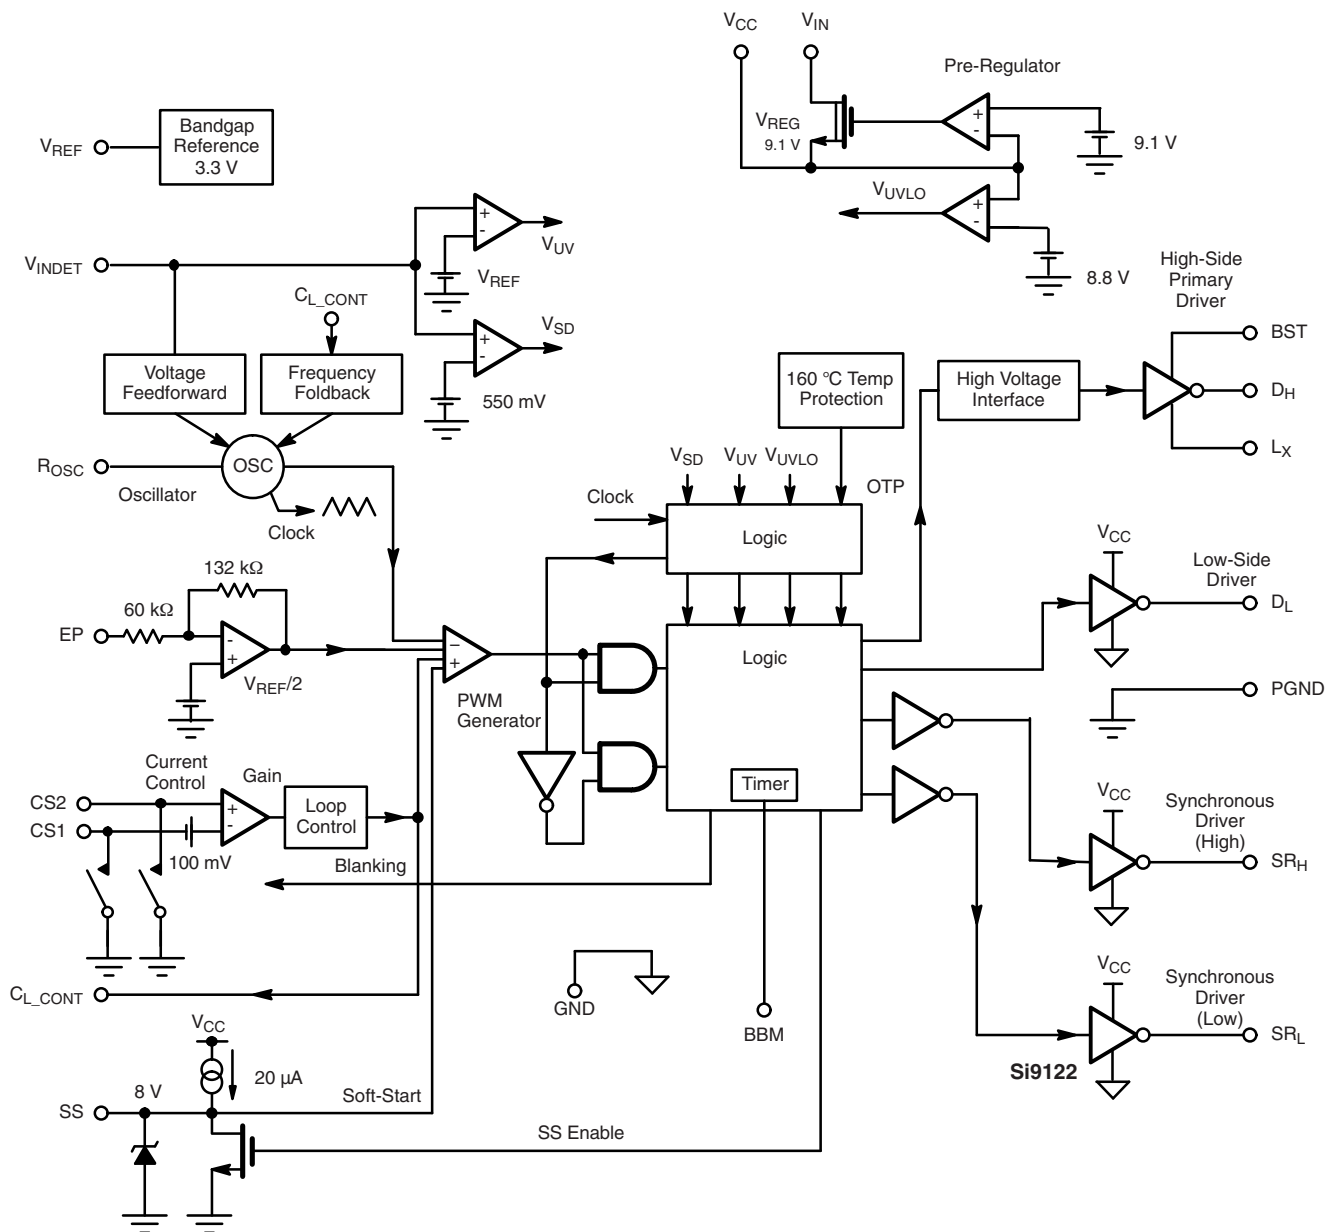 VCC
VIN
Pre-Regulator
VREG
9.1 V
+
-
9.1 V
VREF
Bandgap
Reference
3.3 V
VUVLO
+
-
8.8 V
VINDET
+
-
VUV
VREF
CL_CONT
+
-
VSD
550 mV
Voltage
Feedforward
Frequency
Foldback
High-Side
Primary
Driver
BST
DH
LX
160 °C Temp
Protection
High Voltage
Interface
ROSC
OSC
Oscillator
Clock
VSD
VUV
VUVLO
OTP
Clock
Logic
VCC
Low-Side
Driver
DL
132 kΩ
60 kΩ
EP
-
+
VREF/2
−
+
PWM
Generator
Logic
Timer
PGND
Current
Control
Gain
CS2
CS1
+
-
100 mV
Loop
Control
Blanking
VCC
Synchronous
Driver
(High)
SRH
CL_CONT
GND
BBM
VCC
Synchronous
Driver
(Low)
SRL
Si9122
VCC
20 µA
8 V
SS
Soft-Start
SS Enable